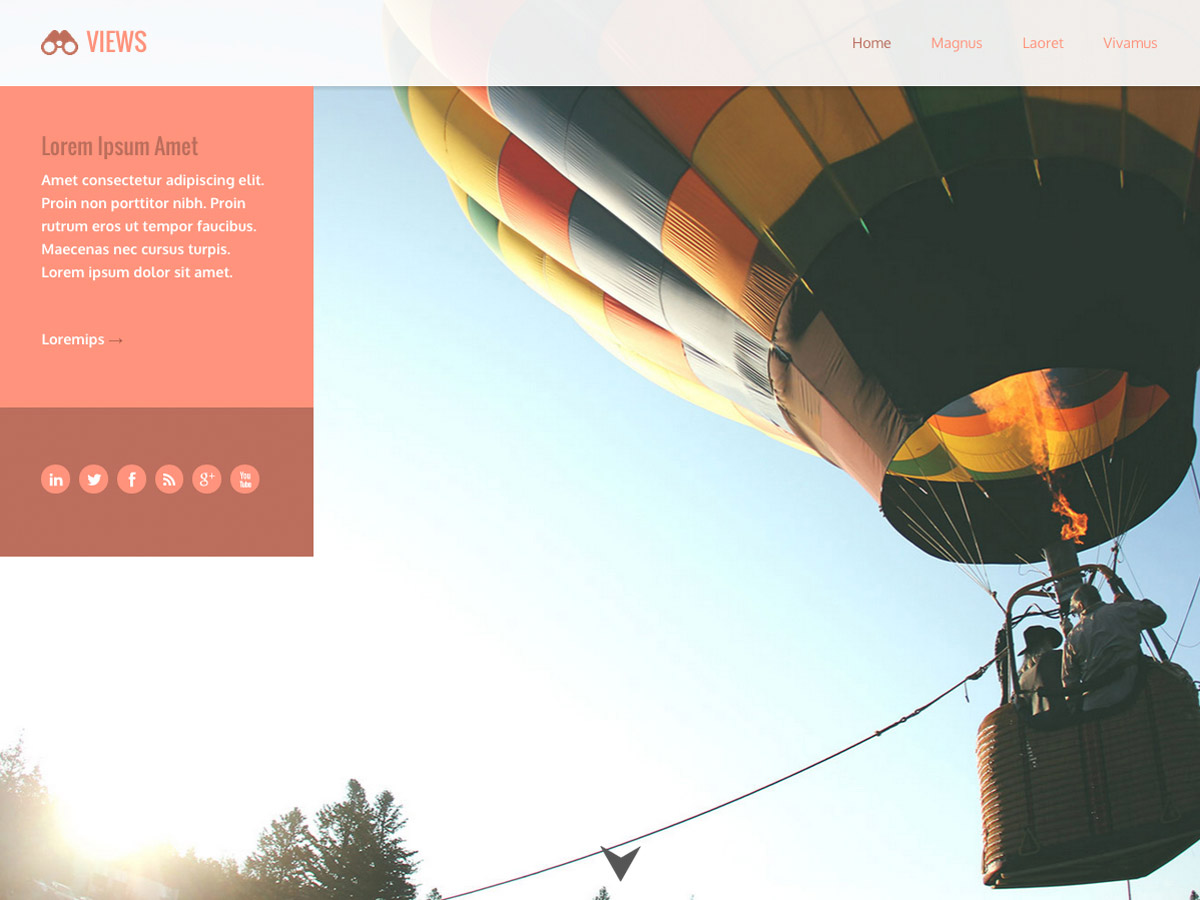 VIEWS
Home
Magnus
Laoret
Vivamus
Lorem Ipsum Amet
Amet consectetur adipiscing elit.
Proin non porttitor nibh. Proin
rutrum eros ut tempor faucibus.
Maecenas nec cursus turpis.
Lorem ipsum dolor sit amet.
Loremips →
in
f
g+
You
Tube